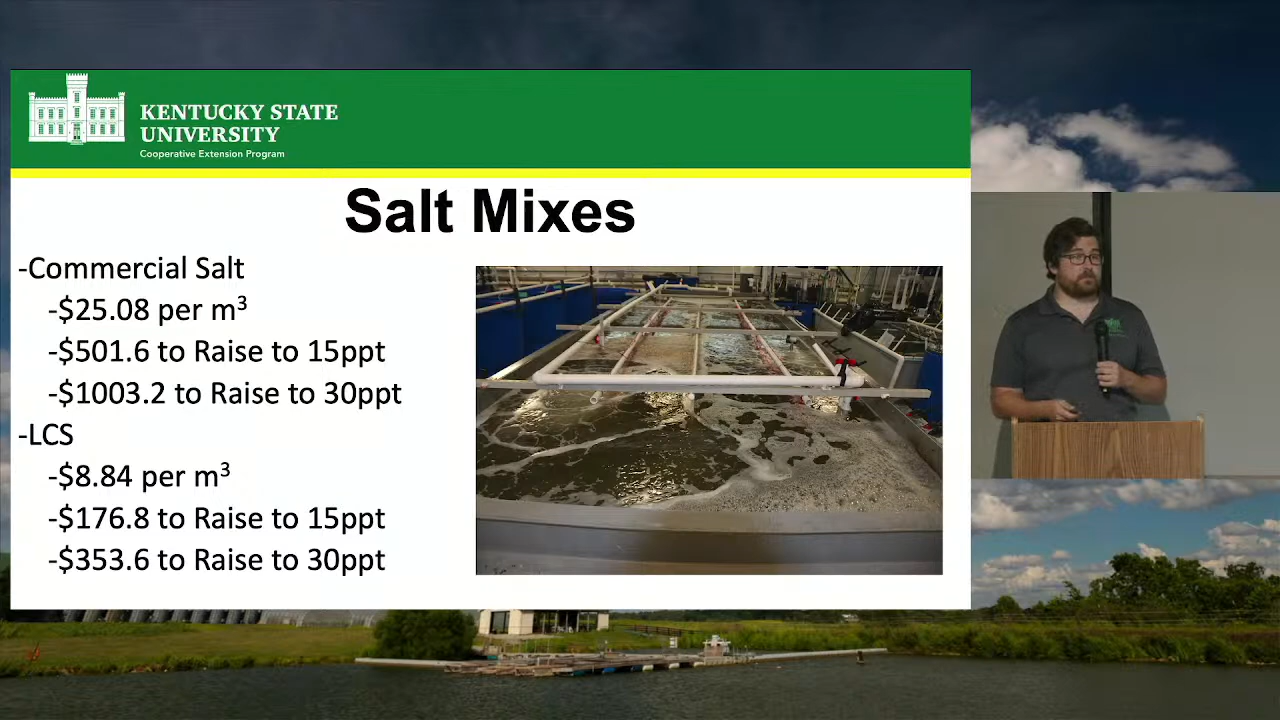 KENTUCKY STATE
UNIVERSITY
Cooperative Extension Program
Salt Mixes
-Commercial Salt
-$25.08 per m³
-$501.6 to Raise to 15ppt
-$1003.2 to Raise to 30ppt
-LCS
-$8.84 per m³
-$176.8 to Raise to 15ppt
-$353.6 to Raise to 30ppt